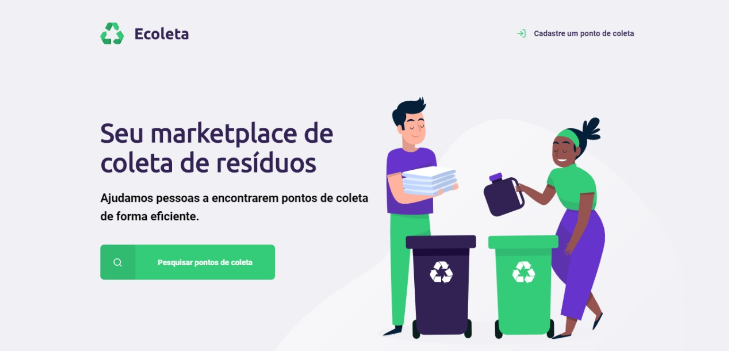 Ecoleta
Cadastre um ponto de coleta
Seu marketplace de
coleta de resíduos
Ajudamos pessoas a encontrarem pontos de coleta
de forma eficiente.
Pesquisar pontos de coleta